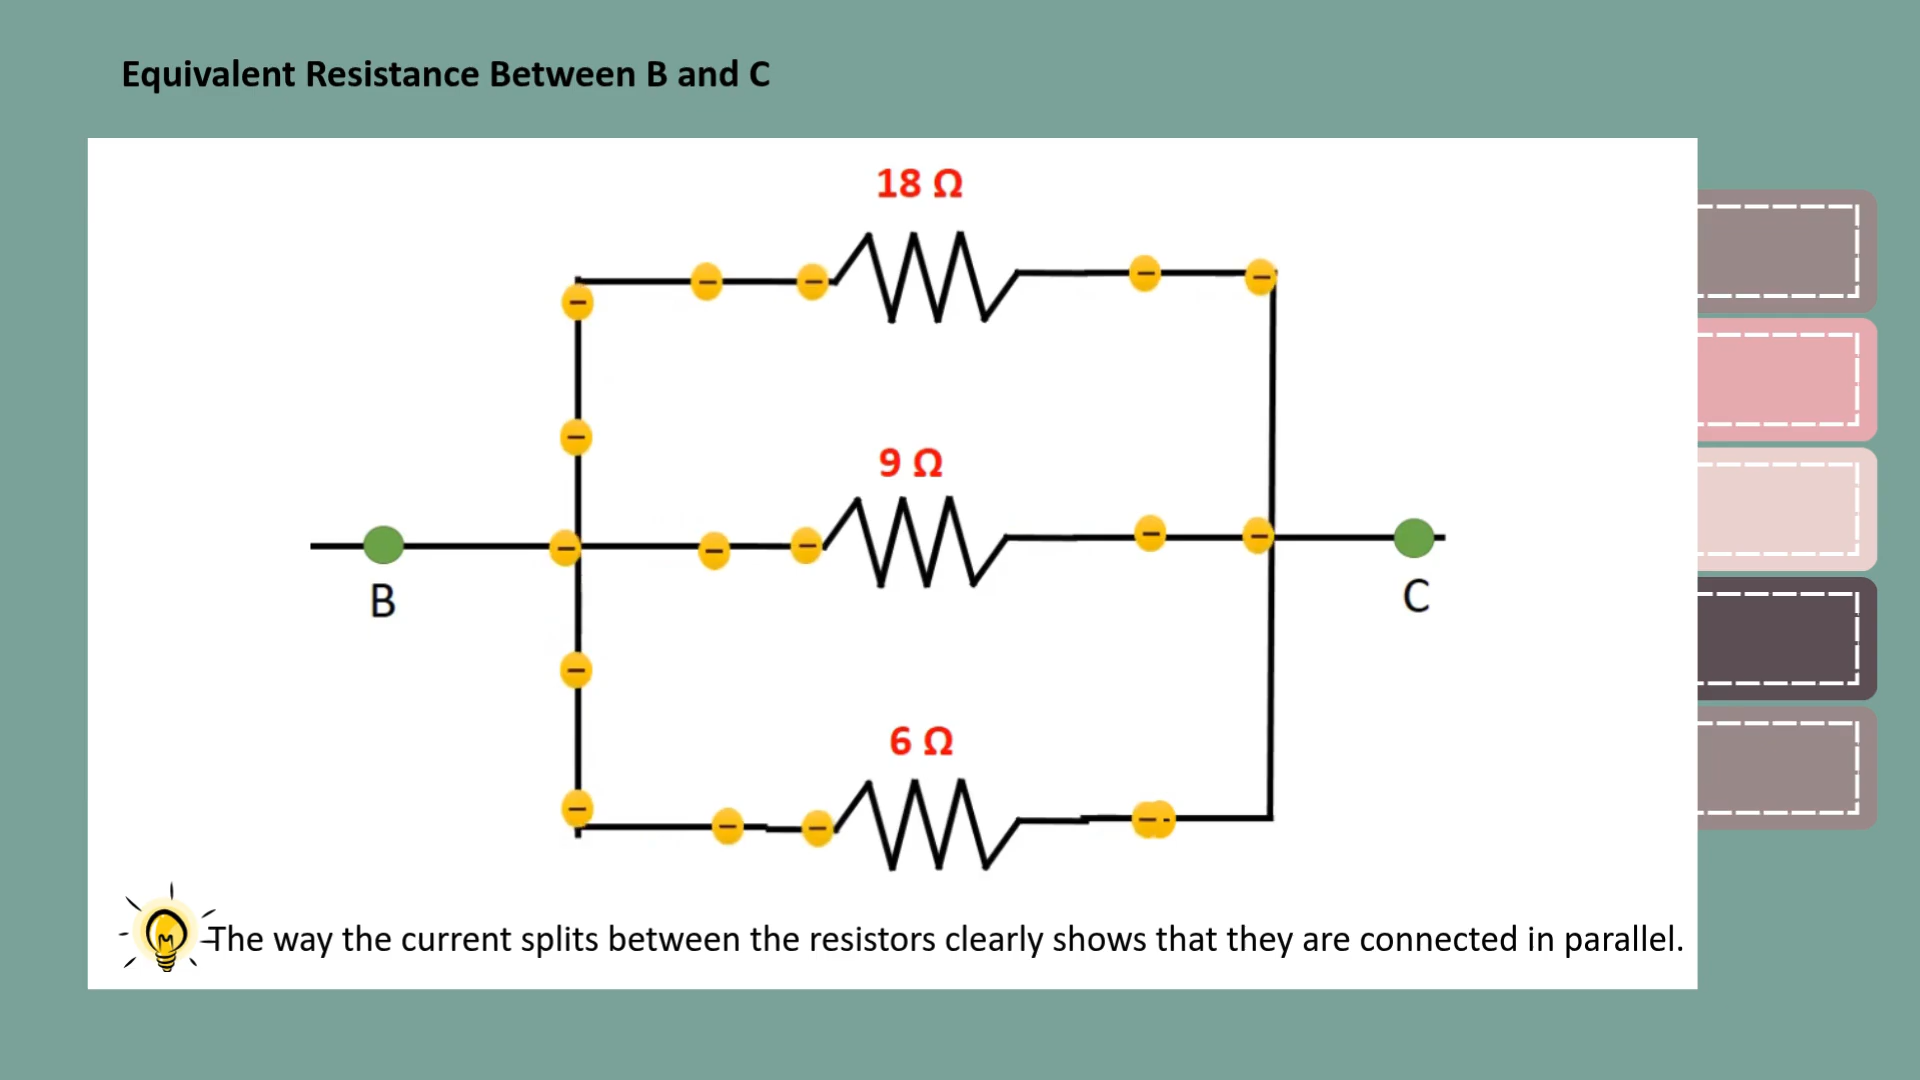 Equivalent Resistance Between B and C
18 Ω
9 Ω
B
C
6 Ω
The way the current splits between the resistors clearly shows that they are connected in parallel.